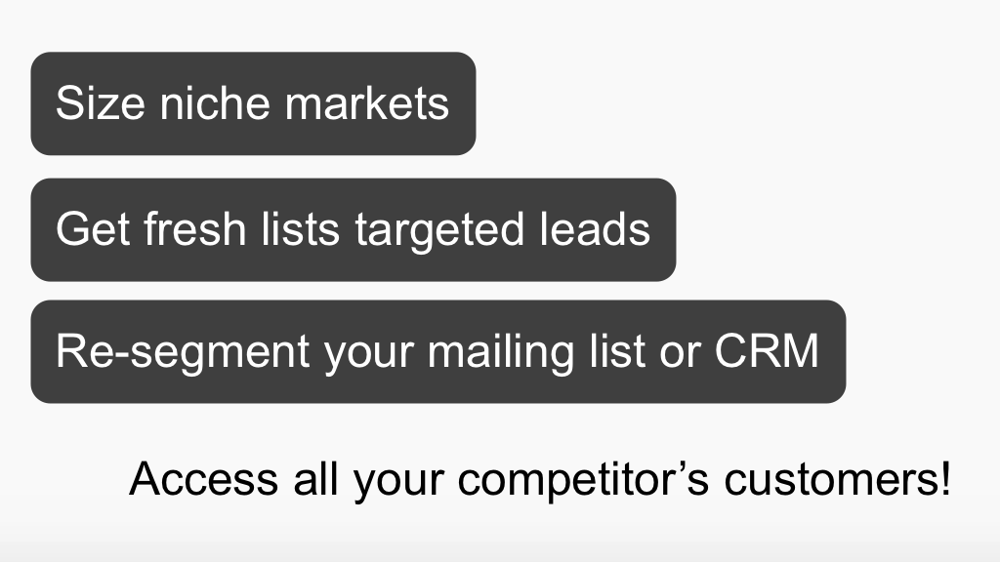 Size niche markets
Get fresh lists targeted leads
Re-segment your mailing list or CRM
Access all your competitor’s customers!